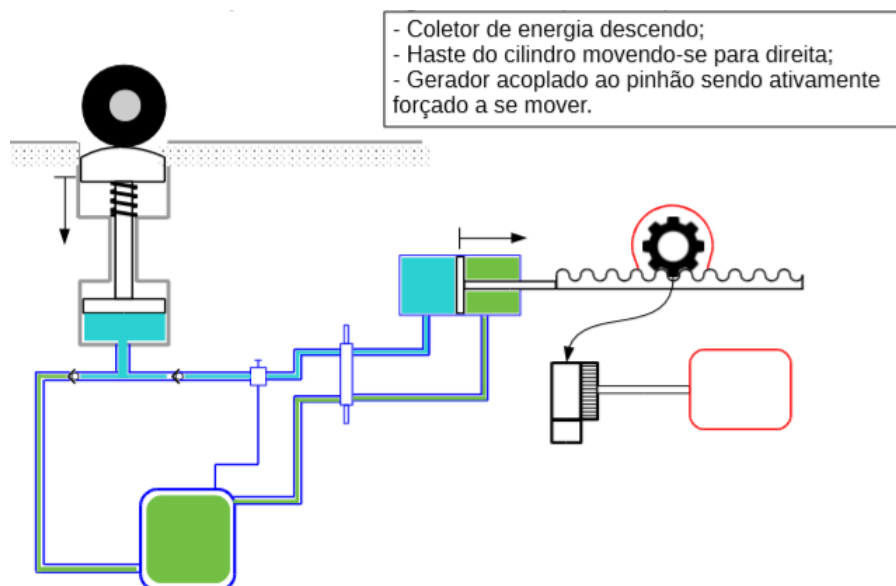 - Coletor de energia descendo;
- Haste do cilindro movendo-se para direita;
- Gerador acoplado ao pinhão sendo ativamente
forçado a se mover.